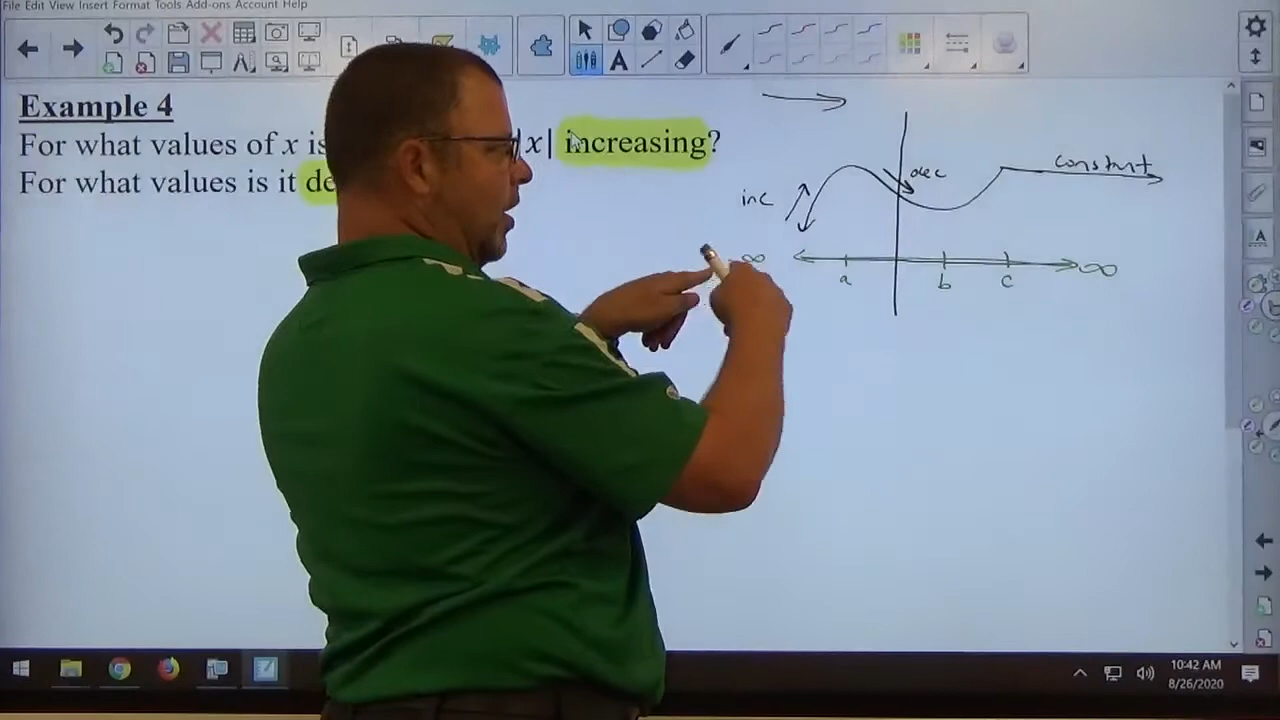 File Edit View Insert Format Tools Add-ons Account Help
Example 4
For what values of x is x| increasing?
For what values is it de
constant
dec
inc
∞ ∞
a b c
10:42 AM
8/26/2020